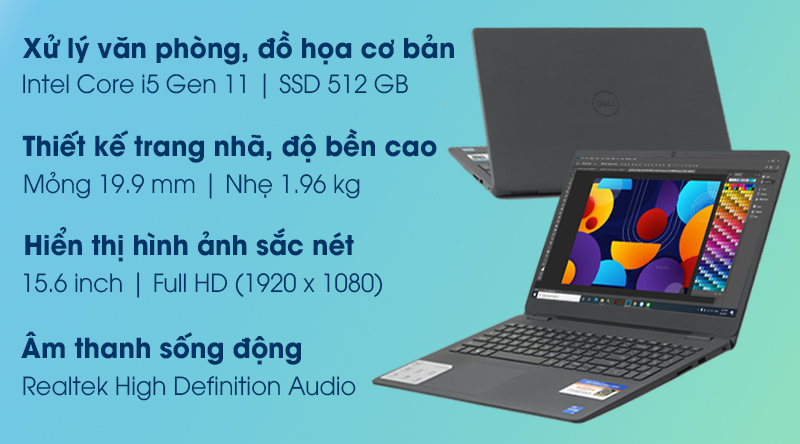 Xử lý văn phòng, đồ họa cơ bản
Intel Core i5 Gen 11 | SSD 512 GB
Thiết kế trang nhã, độ bền cao
Mỏng 19.9 mm | Nhẹ 1.96 kg
Hiển thị hình ảnh sắc nét
15.6 inch | Full HD (1920 x 1080)
Âm thanh sống động
Realtek High Definition Audio
DELL